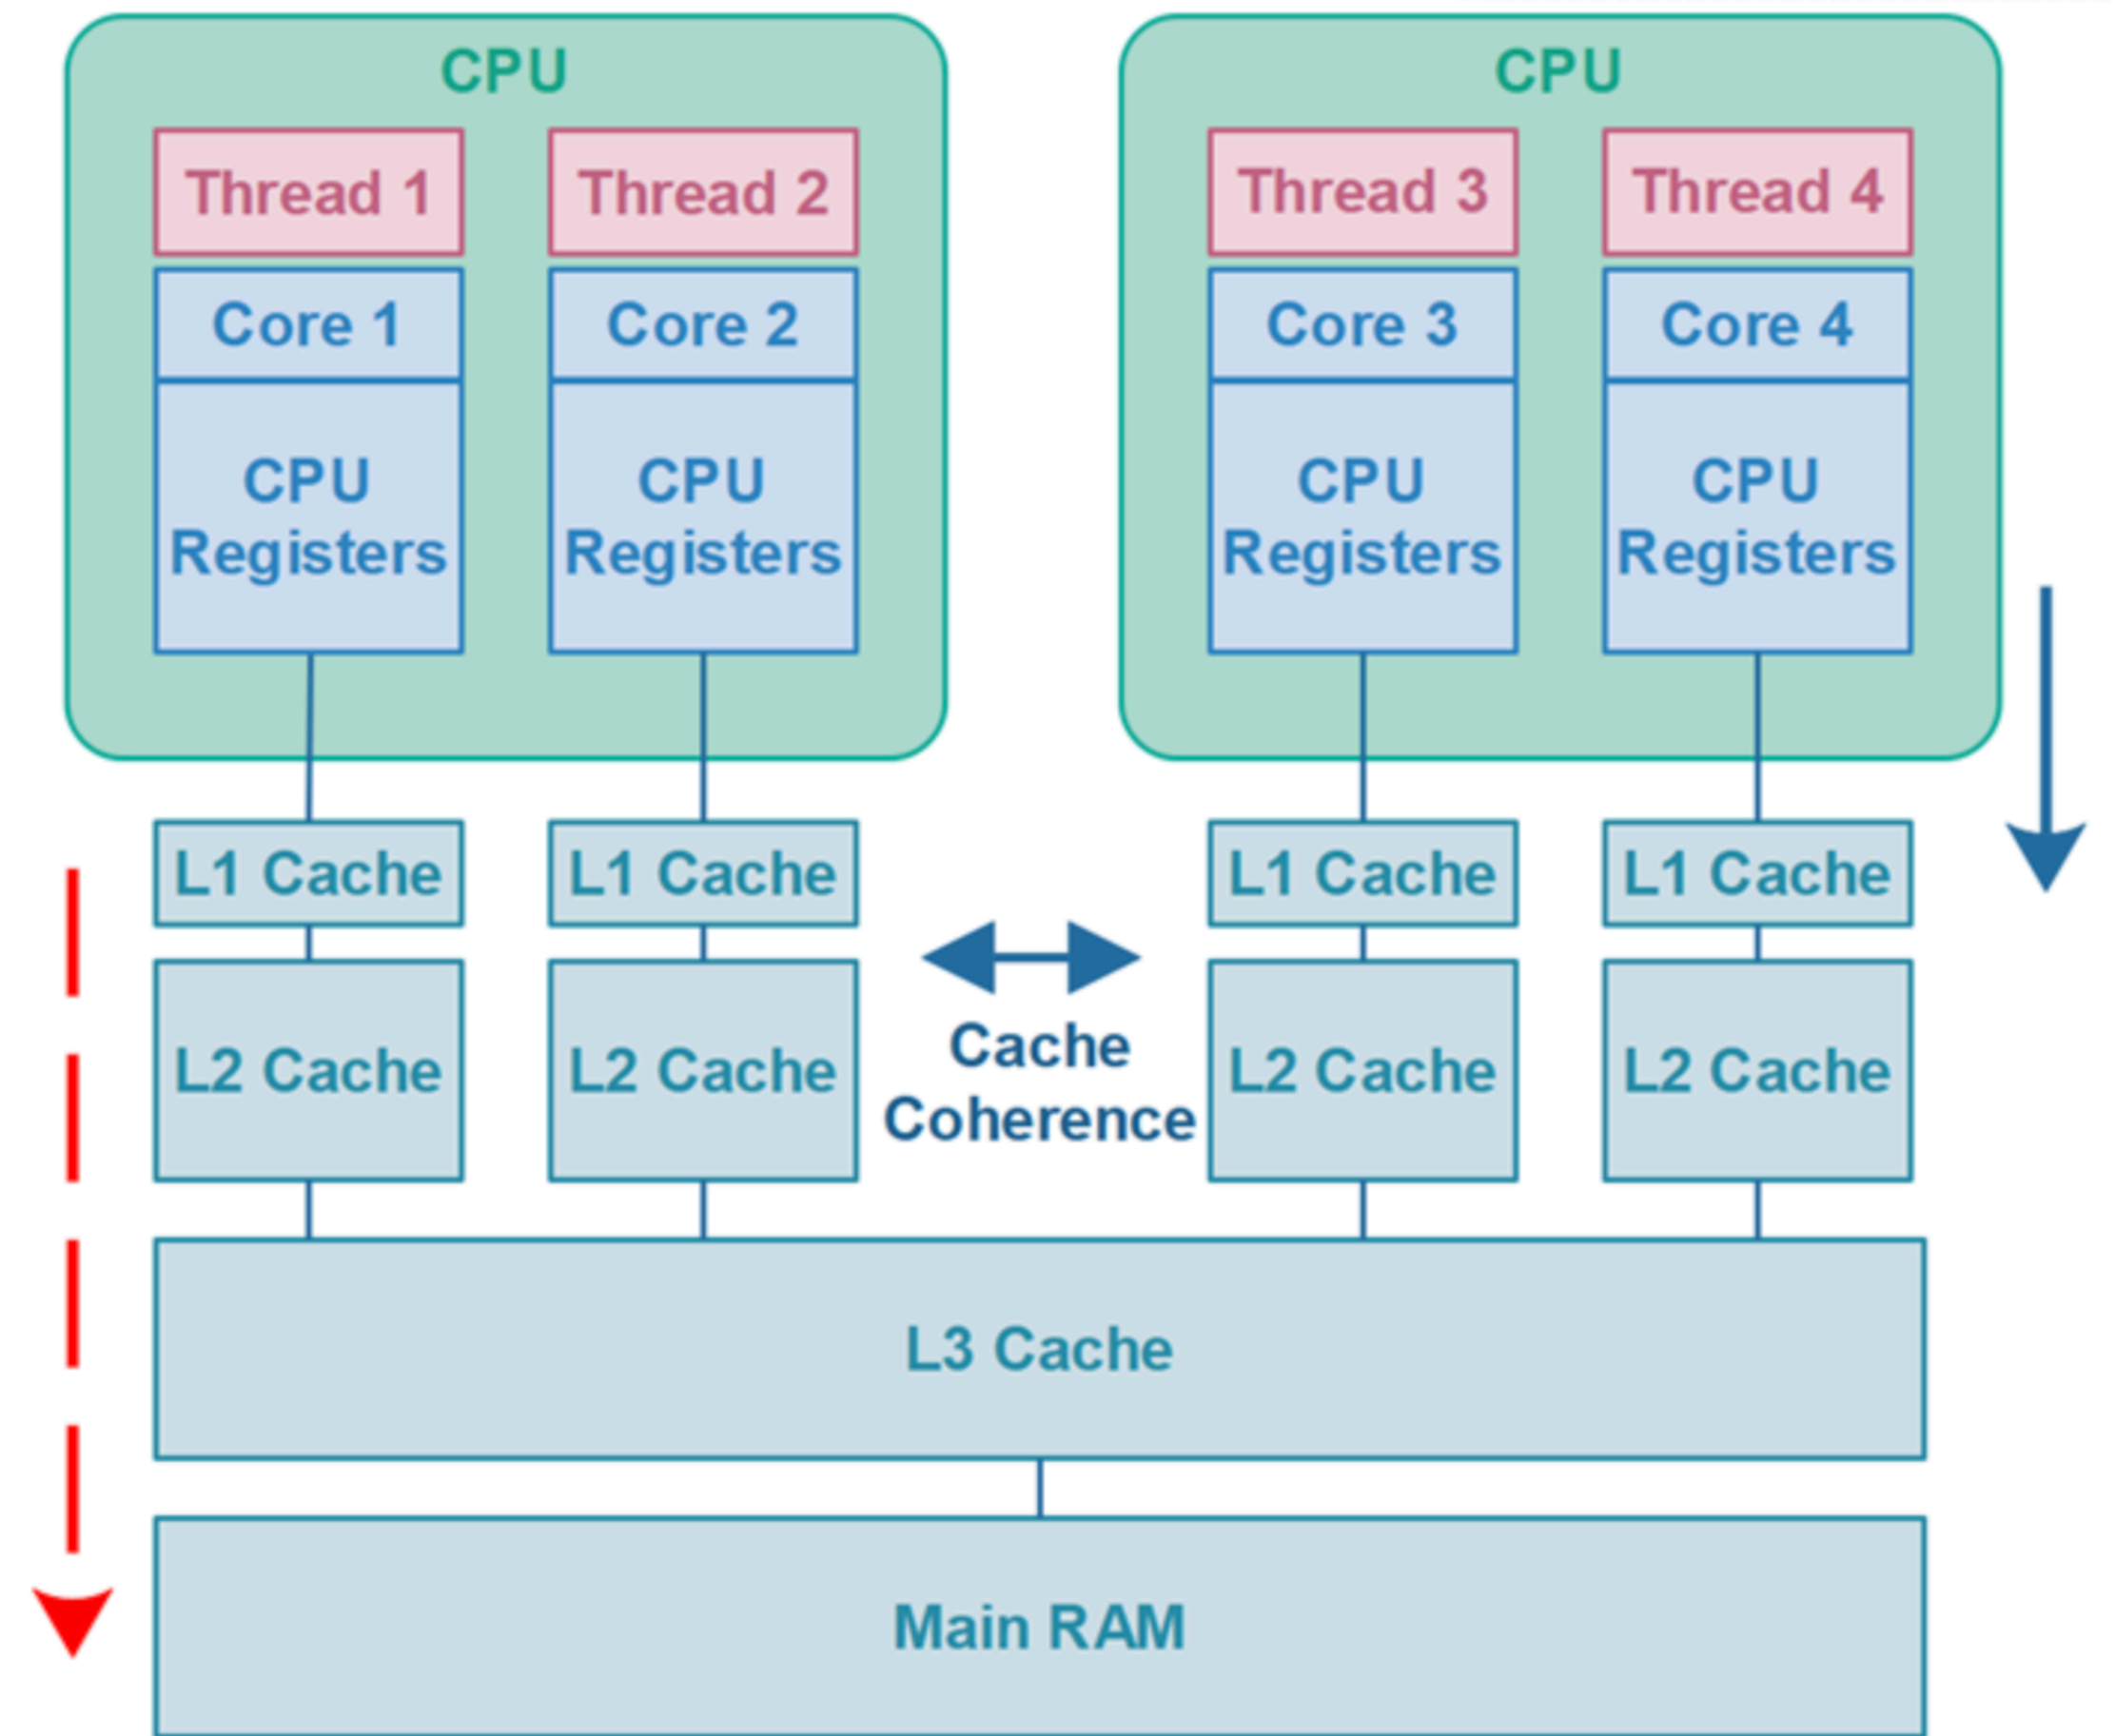 CPU
CPU
Thread 1
Thread 2
Thread 3
Thread 4
Core 1
Core 2
Core 3
Core 4
CPU
Registers
CPU
Registers
CPU
Registers
CPU
Registers
L1 Cache
L1 Cache
L1 Cache
L1 Cache
L2 Cache
L2 Cache
Cache
Coherence
L2 Cache
L2 Cache
L3 Cache
Main RAM